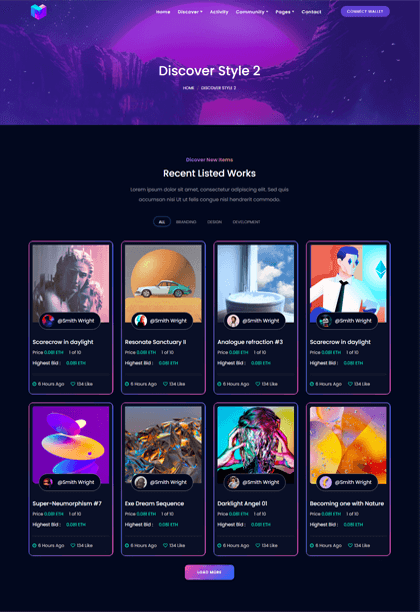 Home Discover Activity Community Pages Contact CONNECT WALLET
Discover Style 2
HOME | DISCOVER STYLE 2
Discover New Items
Recent Listed Works
Lorem ipsum dolor sit amet, consectetur adipiscing elit. Sed quis
accumsan nisi Ut ut felis congue nisl hendrerit commodo.
ALL BRANDING DESIGN DEVELOPMENT
@Smith Wright @Smith Wright @Smith Wright @Smith Wright
Scarecrow in daylight Resonate Sanctuary II Analogue refraction #3 Scarecrow in daylight
Price 0.081 ETH 1 of 10 Price 0.081 ETH 1 of 10 Price 0.081 ETH 1 of 10 Price 0.081 ETH 1 of 10
Highest Bid : 0.081 ETH Highest Bid : 0.081 ETH Highest Bid : 0.081 ETH Highest Bid : 0.081 ETH
6 Hours Ago 134 Like 6 Hours Ago 134 Like 6 Hours Ago 134 Like 6 Hours Ago 134 Like
@Smith Wright @Smith Wright @Smith Wright @Smith Wright
Super-Neumorphism #7 Exe Dream Sequence Darklight Angel 01 Becoming one with Nature
Price 0.081 ETH 1 of 10 Price 0.081 ETH 1 of 10 Price 0.081 ETH 1 of 10 Price 0.081 ETH 1 of 10
Highest Bid : 0.081 ETH Highest Bid : 0.081 ETH Highest Bid : 0.081 ETH Highest Bid : 0.081 ETH
6 Hours Ago 134 Like 6 Hours Ago 134 Like 6 Hours Ago 134 Like 6 Hours Ago 134 Like
LOAD MORE